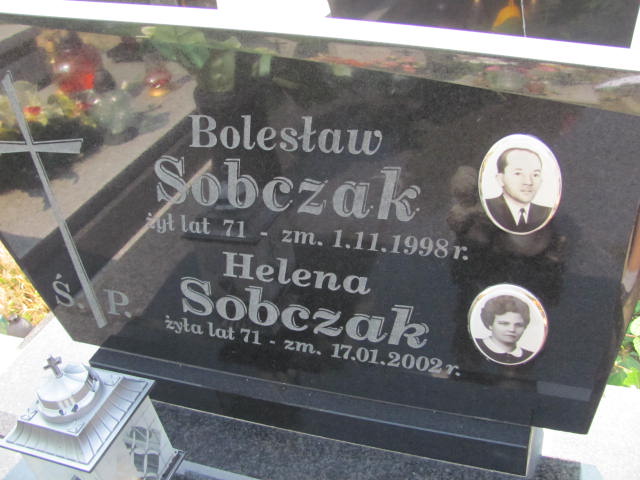 Bolesław
Sobczak
żył lat 71 - zm. 1.11.1998 r.
Helena
Sobczak
żyła lat 71 - zm. 17.01.2002 r.
Ś. P.